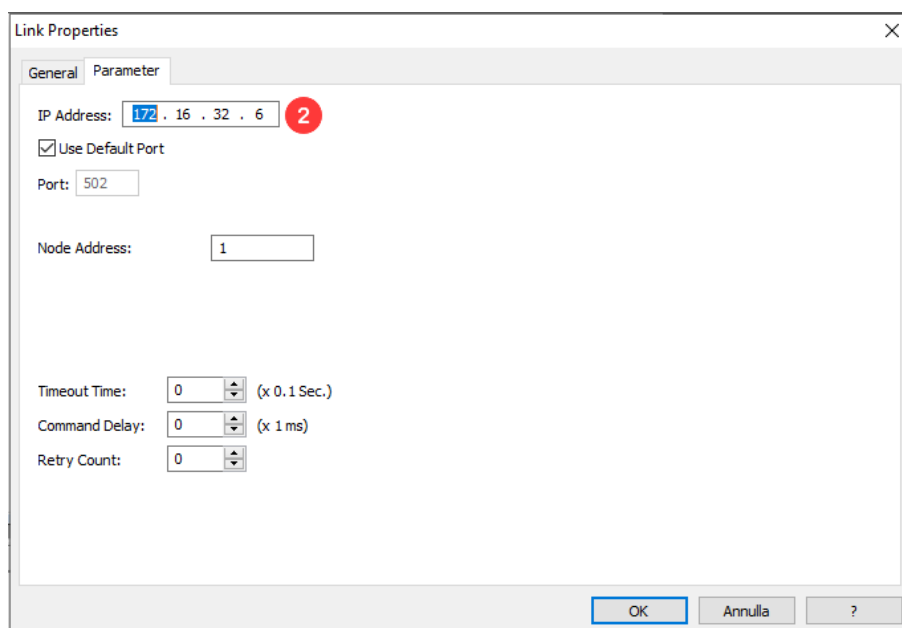 Link Properties
General Parameter
IP Address: 172 . 16 . 32 . 6 2
Use Default Port
Port: 502
Node Address: 1
Timeout Time: 0 (x 0.1 Sec.)
Command Delay: 0 (x 1 ms)
Retry Count: 0
OK Annulla ?